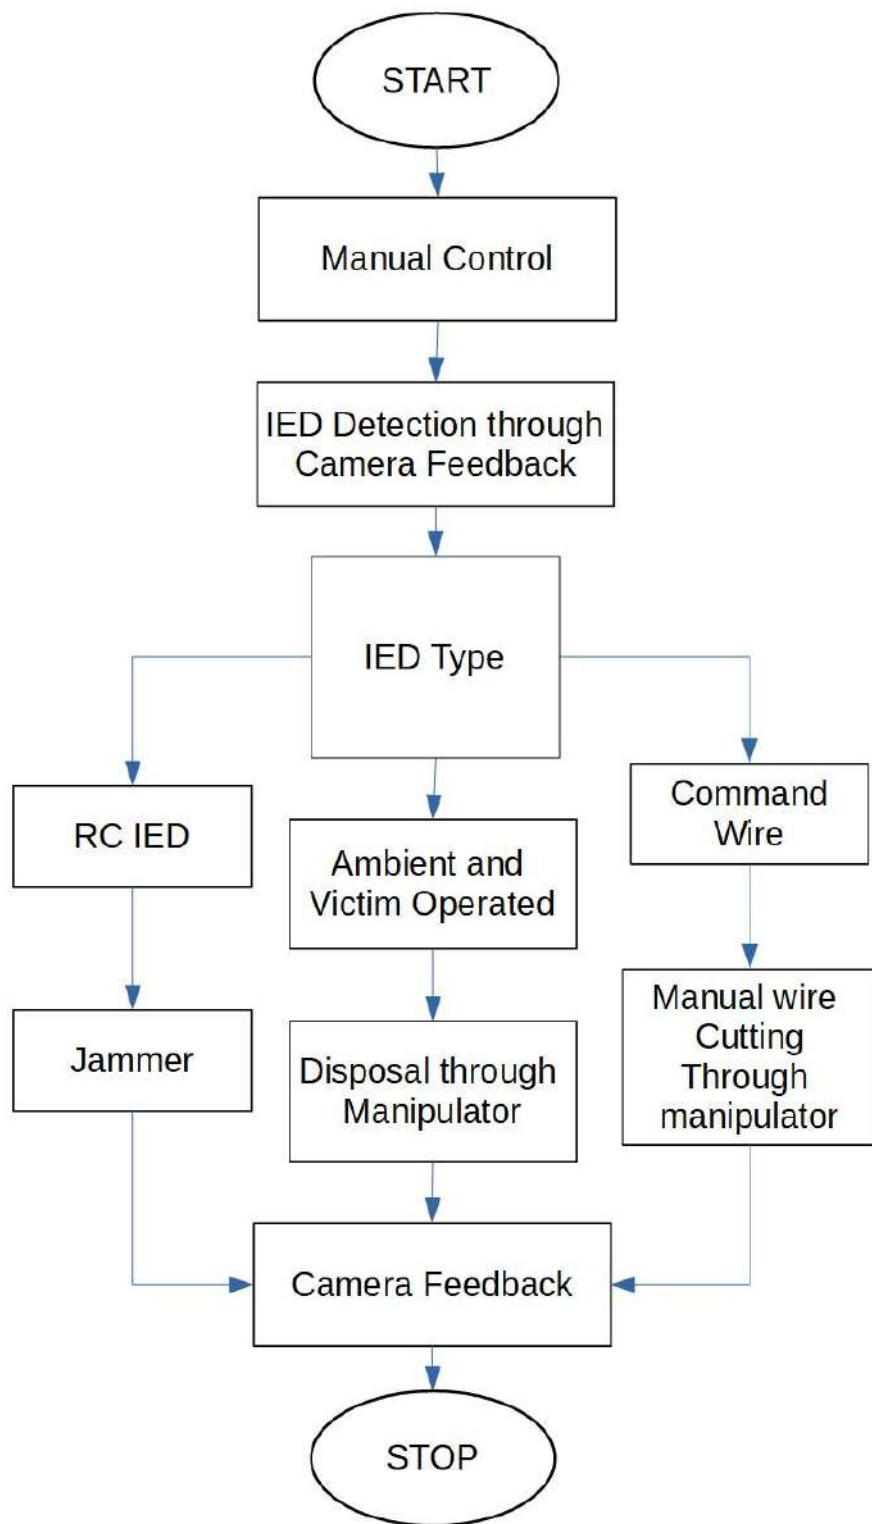 START
Manual Control
IED Detection through
Camera Feedback
IED Type
RC IED
Ambient and
Victim Operated
Command
Wire
Jammer
Disposal through
Manipulator
Manual wire
Cutting
Through
manipulator
Camera Feedback
STOP